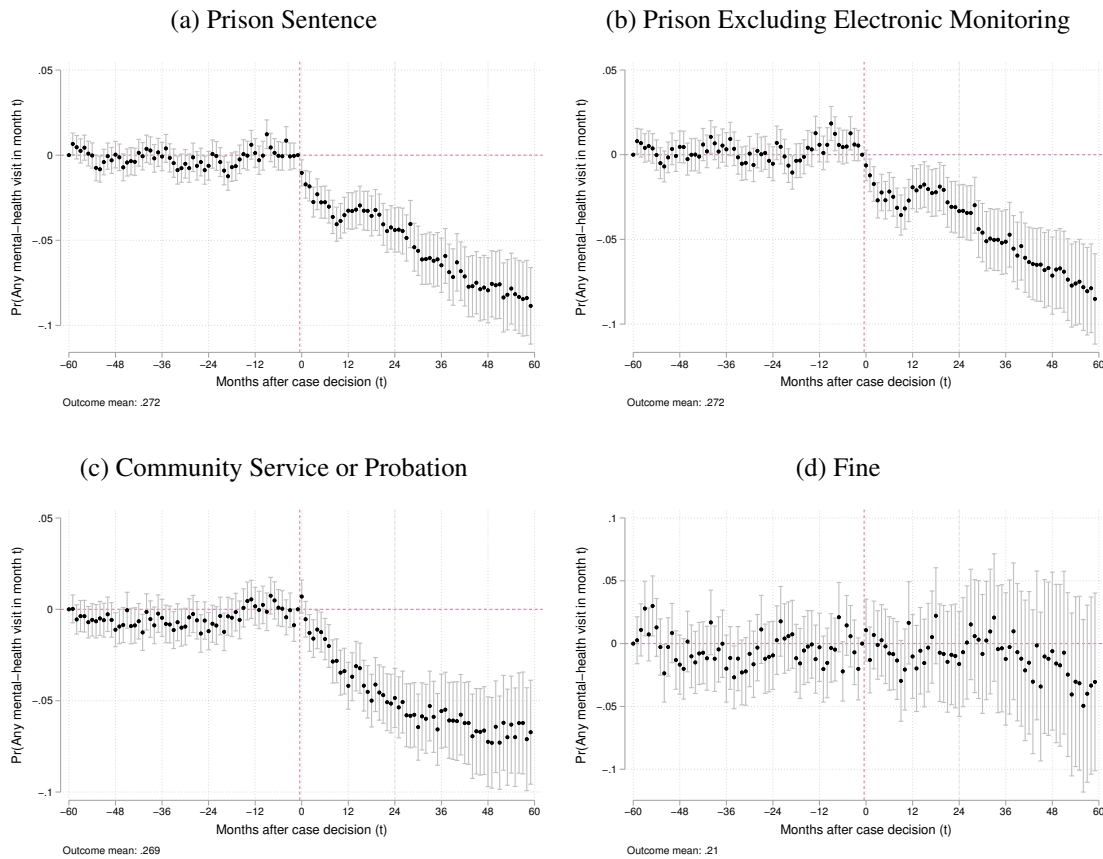 (a) Prison Sentence
.05
0
−.05
−.1
Pr(Any mental−health visit in month t)
−60 −48 −36 −24 −12 0 12 24 36 48 60
Months after case decision (t)
Outcome mean: .272
(b) Prison Excluding Electronic Monitoring
.05
0
−.05
−.1
Pr(Any mental−health visit in month t)
−60 −48 −36 −24 −12 0 12 24 36 48 60
Months after case decision (t)
Outcome mean: .272
(c) Community Service or Probation
.05
0
−.05
−.1
Pr(Any mental−health visit in month t)
−60 −48 −36 −24 −12 0 12 24 36 48 60
Months after case decision (t)
Outcome mean: .269
(d) Fine
.1
.05
0
−.05
−.1
Pr(Any mental−health visit in month t)
−60 −48 −36 −24 −12 0 12 24 36 48 60
Months after case decision (t)
Outcome mean: .21